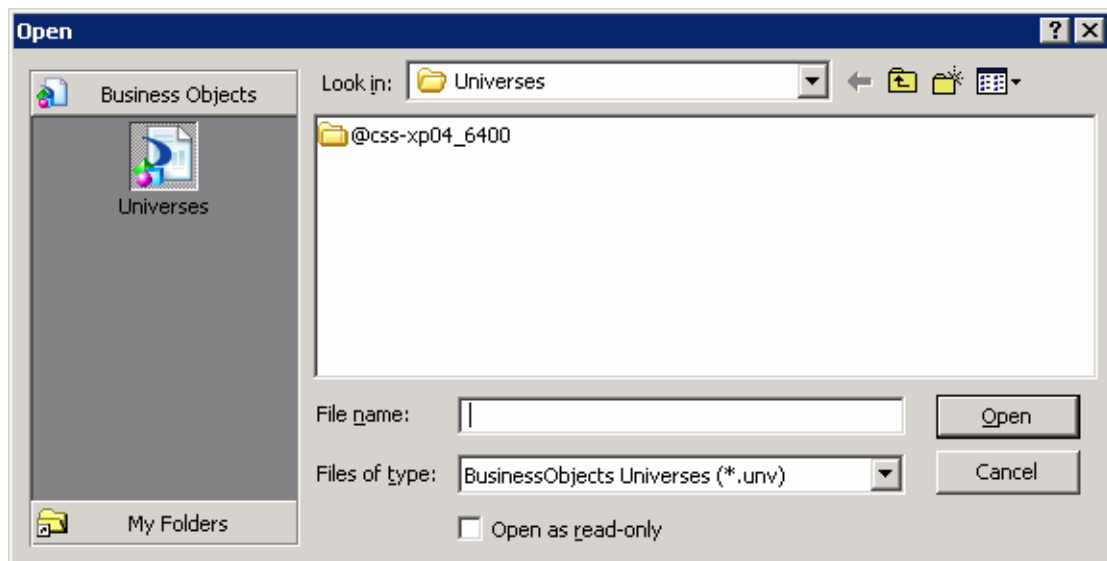 Open
Business Objects
Look in:
Universes
@css-xp04_6400
Universes
File name:
Open
Files of type:
BusinessObjects Universes (*.unv)
Cancel
My Folders
Open as read-only